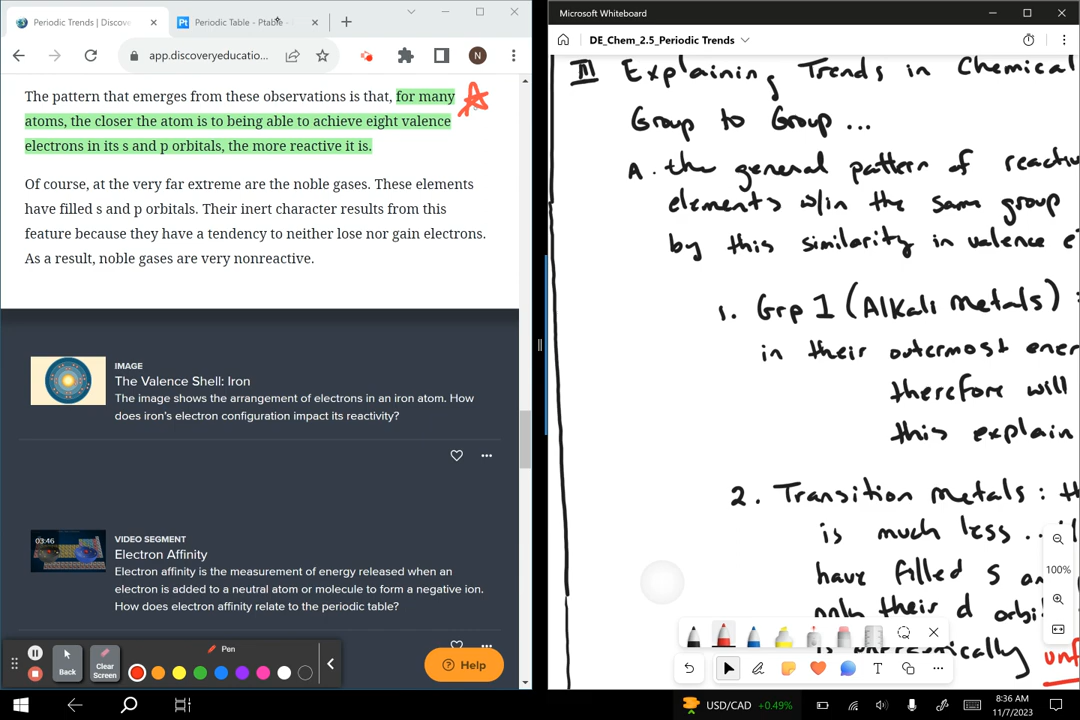 Periodic Trends | Discove
Periodic Table - Ptable -
app.discoveryeducatio...
N
The pattern that emerges from these observations is that, for many
atoms, the closer the atom is to being able to achieve eight valence
electrons in its s and p orbitals, the more reactive it is.
Of course, at the very far extreme are the noble gases. These elements
have filled s and p orbitals. Their inert character results from this
feature because they have a tendency to neither lose nor gain electrons.
As a result, noble gases are very nonreactive.
IMAGE
The Valence Shell: Iron
The image shows the arrangement of electrons in an iron atom. How
does iron's electron configuration impact its reactivity?
03:46
VIDEO SEGMENT
Electron Affinity
Electron affinity is the measurement of energy released when an
electron is added to a neutral atom or molecule to form a negative ion.
How does electron affinity relate to the periodic table?
Pen
Back
Clear
Screen
Help
Microsoft Whiteboard
DE_Chem_2.5_Periodic Trends
III Explaining Trends in Chemical
Group to Group ...
A. the general pattern of reactiv
elements w/in the same group
by this similarity in valence e
1. Grp 1 (Alkali Metals) :
in their outermost ener
therefore will
this explain
2. Transition metals : th
is much less ... if
have filled s an
only their d orbi
energetically unf
100%
USD/CAD +0.49%
8:36 AM
11/7/2023